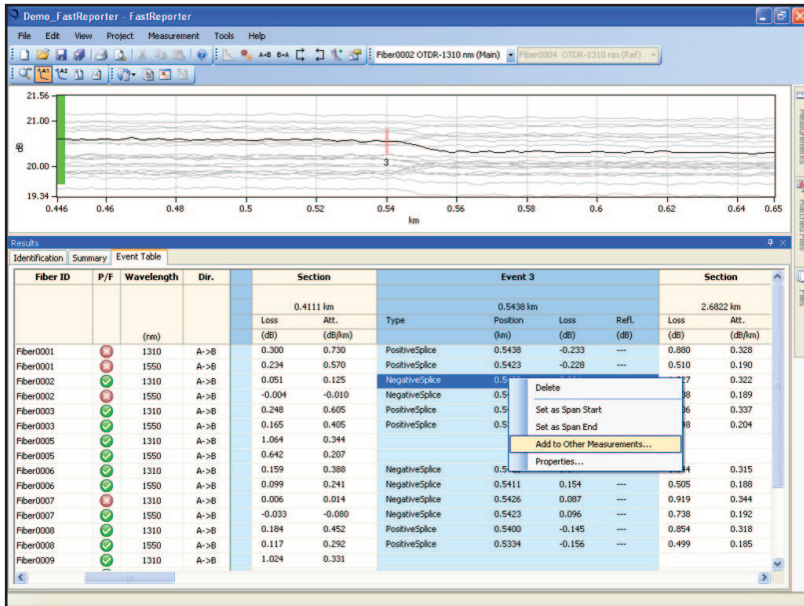 Demo_FastReporter - FastReporter
File Edit View Project Measurement Tools Help
A+B B→A Fiber0002 OTDR-1310 nm (Main) Fiber0004 OTDR-1310 nm (Ref)
A1 A2
21.56
21.00
dB
20.00
19.34
3
0.446 0.46 0.48 0.5 0.52 0.54 0.56 0.58 0.6 0.62 0.64 0.65
km
Measurements
Files
Results
Identification Summary Event Table
Fiber ID P/F Wavelength Dir. Section Event 3 Section
0.4111 km 0.5438 km 2.6822 km
Loss Att. Type Position Loss Refl. Loss Att.
(nm) (dB) (dB/km) (km) (dB) (dB) (dB) (dB/km)
Fiber0001 1310 A->B 0.300 0.730 PositiveSplice 0.5438 -0.233 --- 0.880 0.328
Fiber0001 1550 A->B 0.234 0.570 PositiveSplice 0.5423 -0.228 --- 0.510 0.190
Fiber0002 1310 A->B 0.051 0.125 NegativeSplice 0.322
Fiber0002 1550 A->B -0.004 -0.010 NegativeSplice 0.189
Fiber0003 1310 A->B 0.248 0.605 PositiveSplice 0.337
Fiber0003 1550 A->B 0.165 0.405 PositiveSplice 0.204
Fiber0005 1310 A->B 1.064 0.344
Fiber0005 1550 A->B 0.642 0.207
Fiber0006 1310 A->B 0.159 0.388 NegativeSplice 0.315
Fiber0006 1550 A->B 0.099 0.241 NegativeSplice 0.5411 0.154 --- 0.505 0.188
Fiber0007 1310 A->B 0.006 0.014 NegativeSplice 0.5426 0.087 --- 0.919 0.344
Fiber0007 1550 A->B -0.033 -0.080 NegativeSplice 0.5423 0.096 --- 0.738 0.192
Fiber0008 1310 A->B 0.184 0.452 PositiveSplice 0.5400 -0.145 --- 0.854 0.318
Fiber0008 1550 A->B 0.117 0.292 PositiveSplice 0.5334 -0.156 --- 0.499 0.185
Fiber0009 1310 A->B 1.024 0.331
Delete
Set as Span Start
Set as Span End
Add to Other Measurements...
Properties...